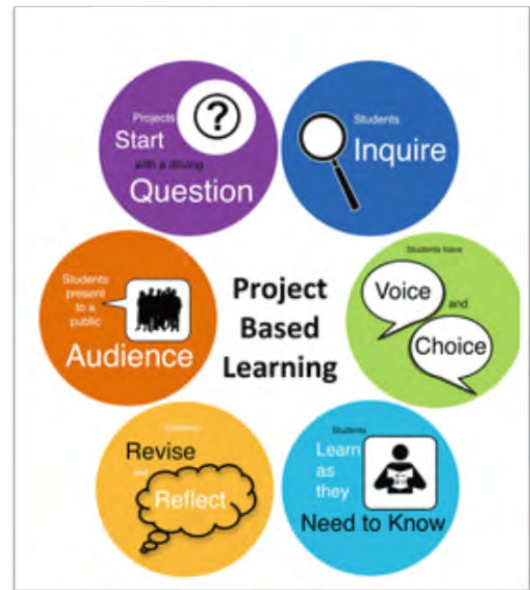 Projects
Start
with a driving
Question
?
Students
Inquire
Students have
Voice
and
Choice
Students
Learn
as
they
Need to Know
Revise
and
Reflect
Students
present
to a
public
Audience
Project
Based
Learning